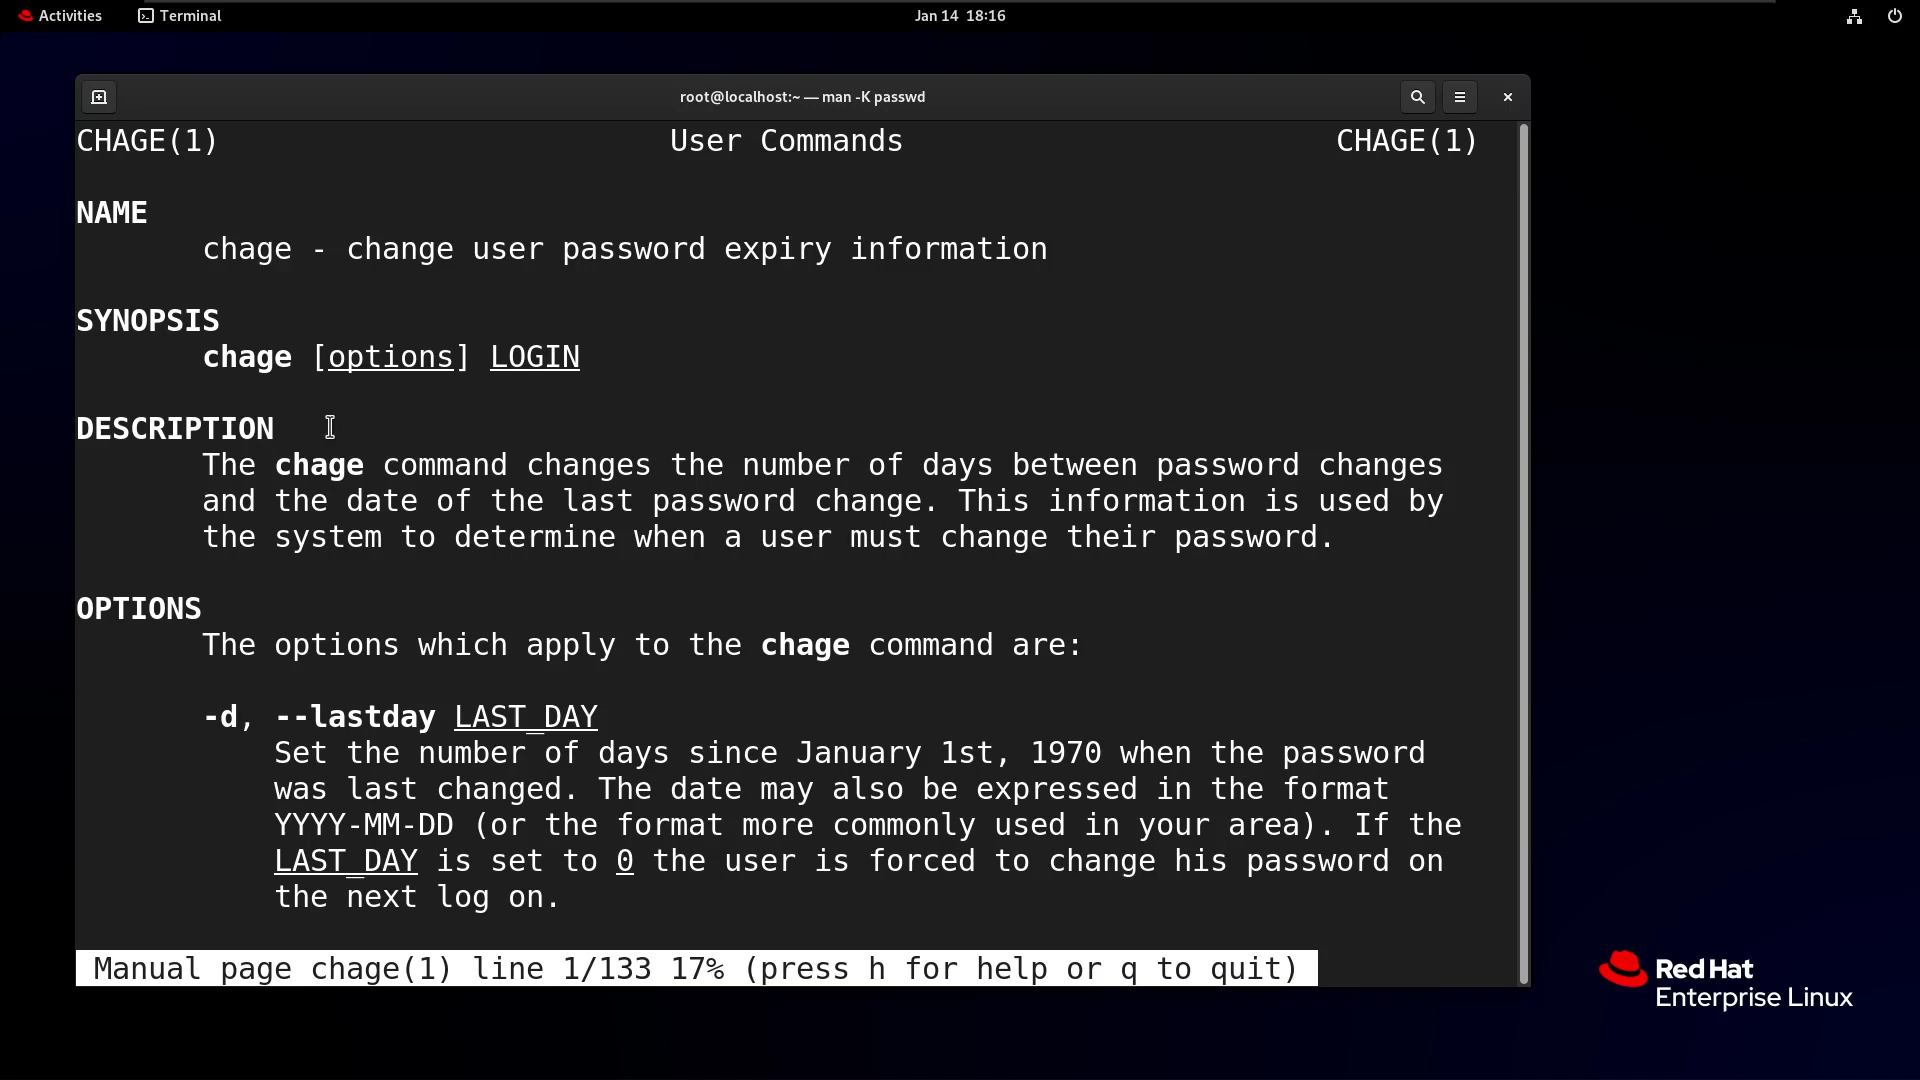 Activities Terminal Jan 14 18:16
root@localhost:~ — man -K passwd
CHAGE(1) User Commands CHAGE(1)
NAME
chage - change user password expiry information
SYNOPSIS
chage [options] LOGIN
DESCRIPTION
The chage command changes the number of days between password changes
and the date of the last password change. This information is used by
the system to determine when a user must change their password.
OPTIONS
The options which apply to the chage command are:
-d, --lastday LAST_DAY
Set the number of days since January 1st, 1970 when the password
was last changed. The date may also be expressed in the format
YYYY-MM-DD (or the format more commonly used in your area). If the
LAST_DAY is set to 0 the user is forced to change his password on
the next log on.
Manual page chage(1) line 1/133 17% (press h for help or q to quit)
Red Hat
Enterprise Linux